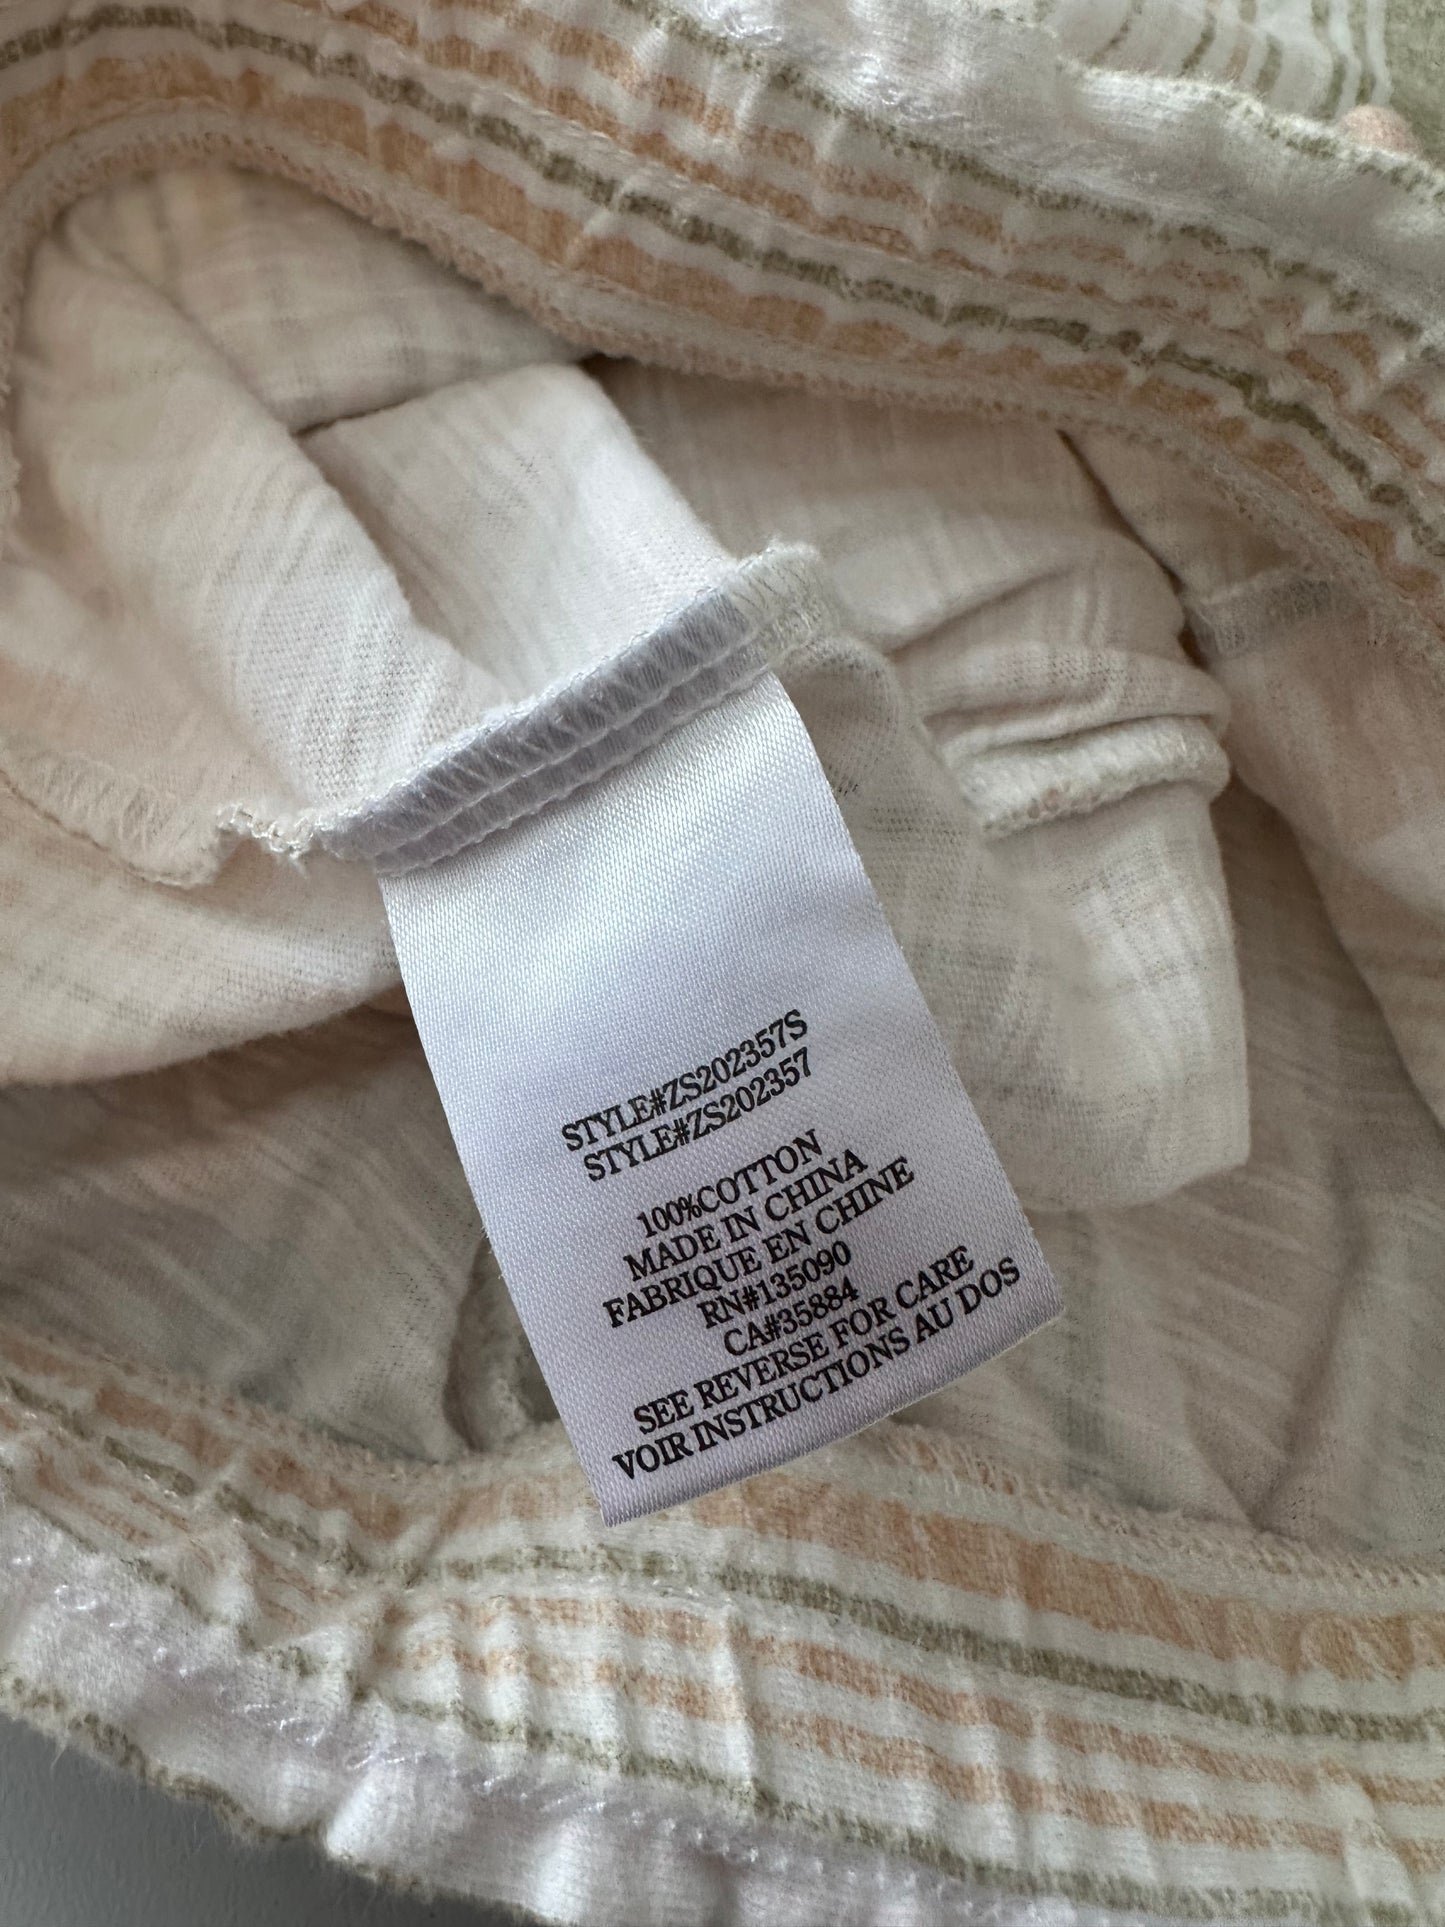 STYLE#ZS202357S
STYLE#ZS202357
100%COTTON
MADE IN CHINA
FABRIQUE EN CHINE
RN#135090
CA#35884
SEE REVERSE FOR CARE
VOIR INSTRUCTIONS AU DOS